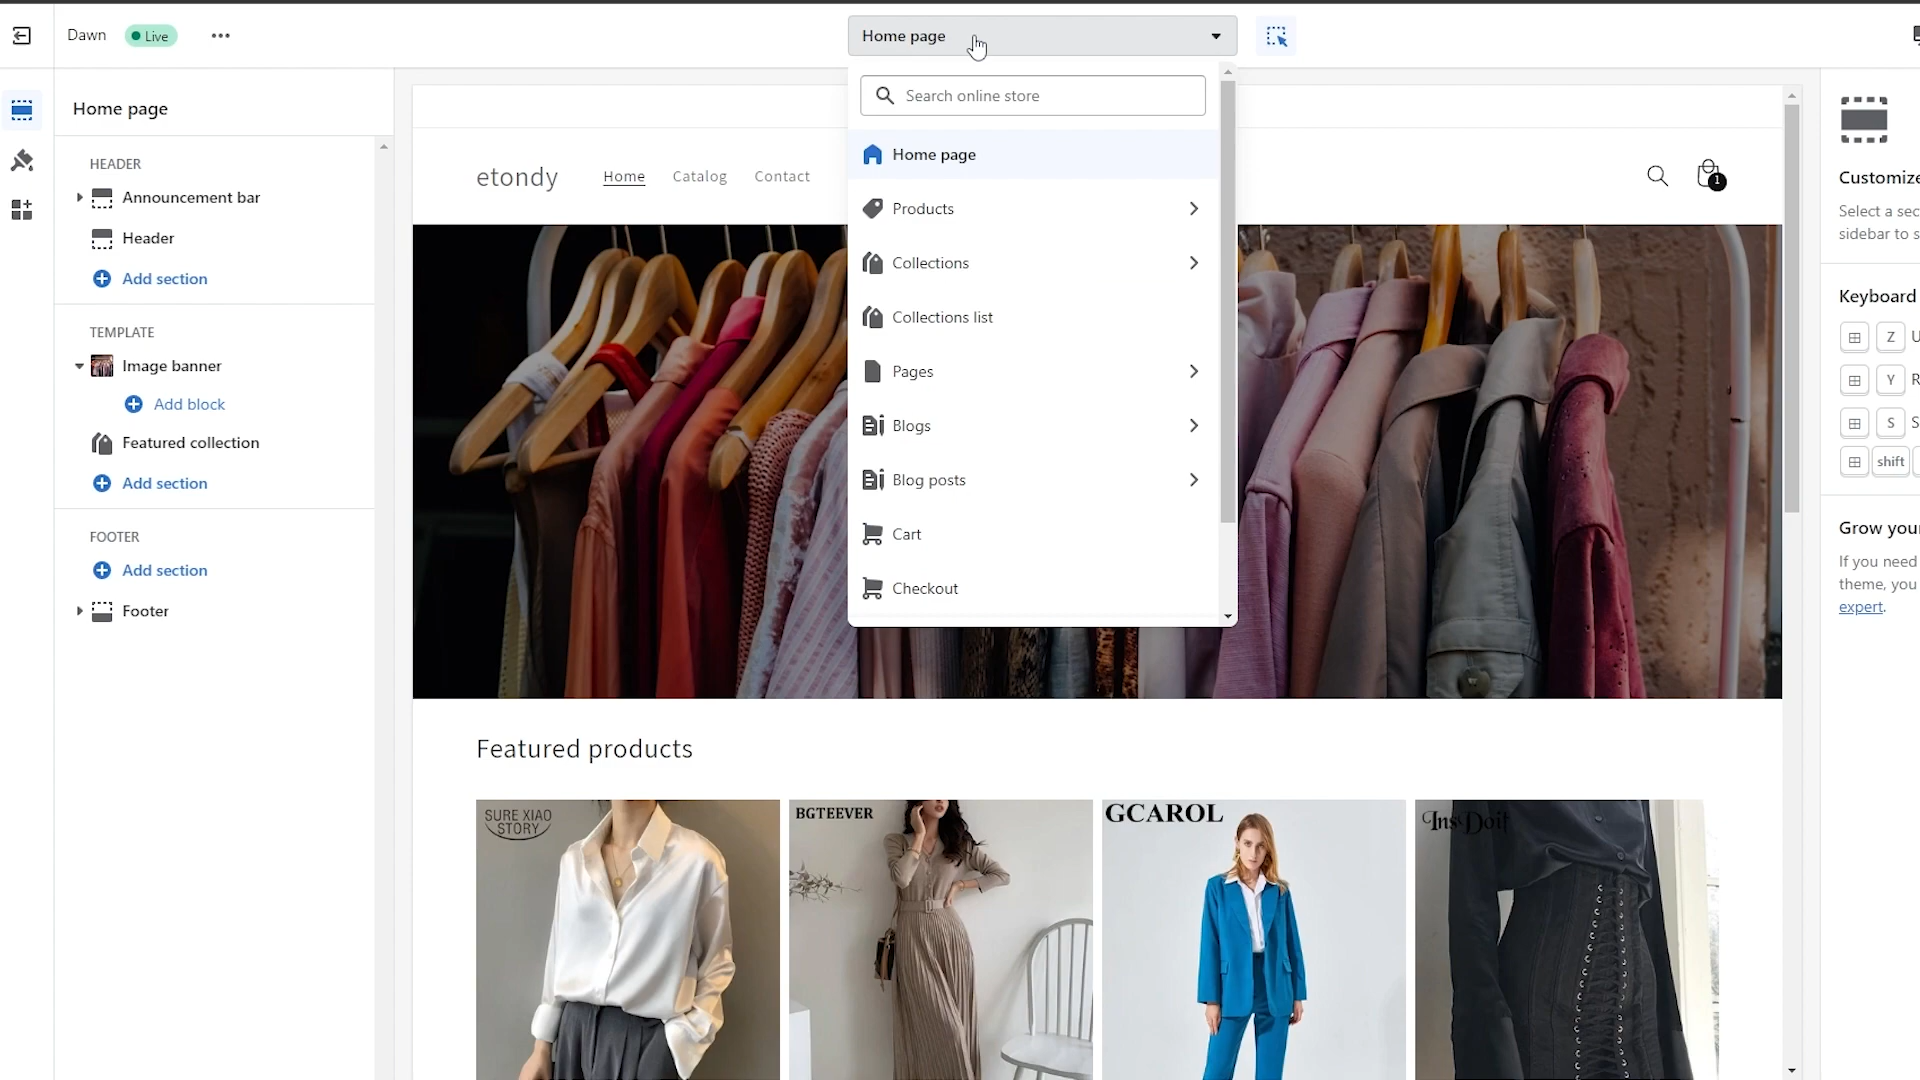 Dawn
Live
Home page
Home page
HEADER
Announcement bar
Header
Add section
TEMPLATE
Image banner
Add block
Featured collection
Add section
FOOTER
Add section
Footer
Search online store
Home page
Products
Collections
Collections list
Pages
Blogs
Blog posts
Cart
Checkout
etondy
Home
Catalog
Contact
1
Featured products
SURE XIAO
STORY
BGTEEVER
GCAROL
InsDoit
Customize
Select a sec
sidebar to s
Keyboard
Z U
Y R
S S
shift
Grow your
If you need
theme, you
expert.